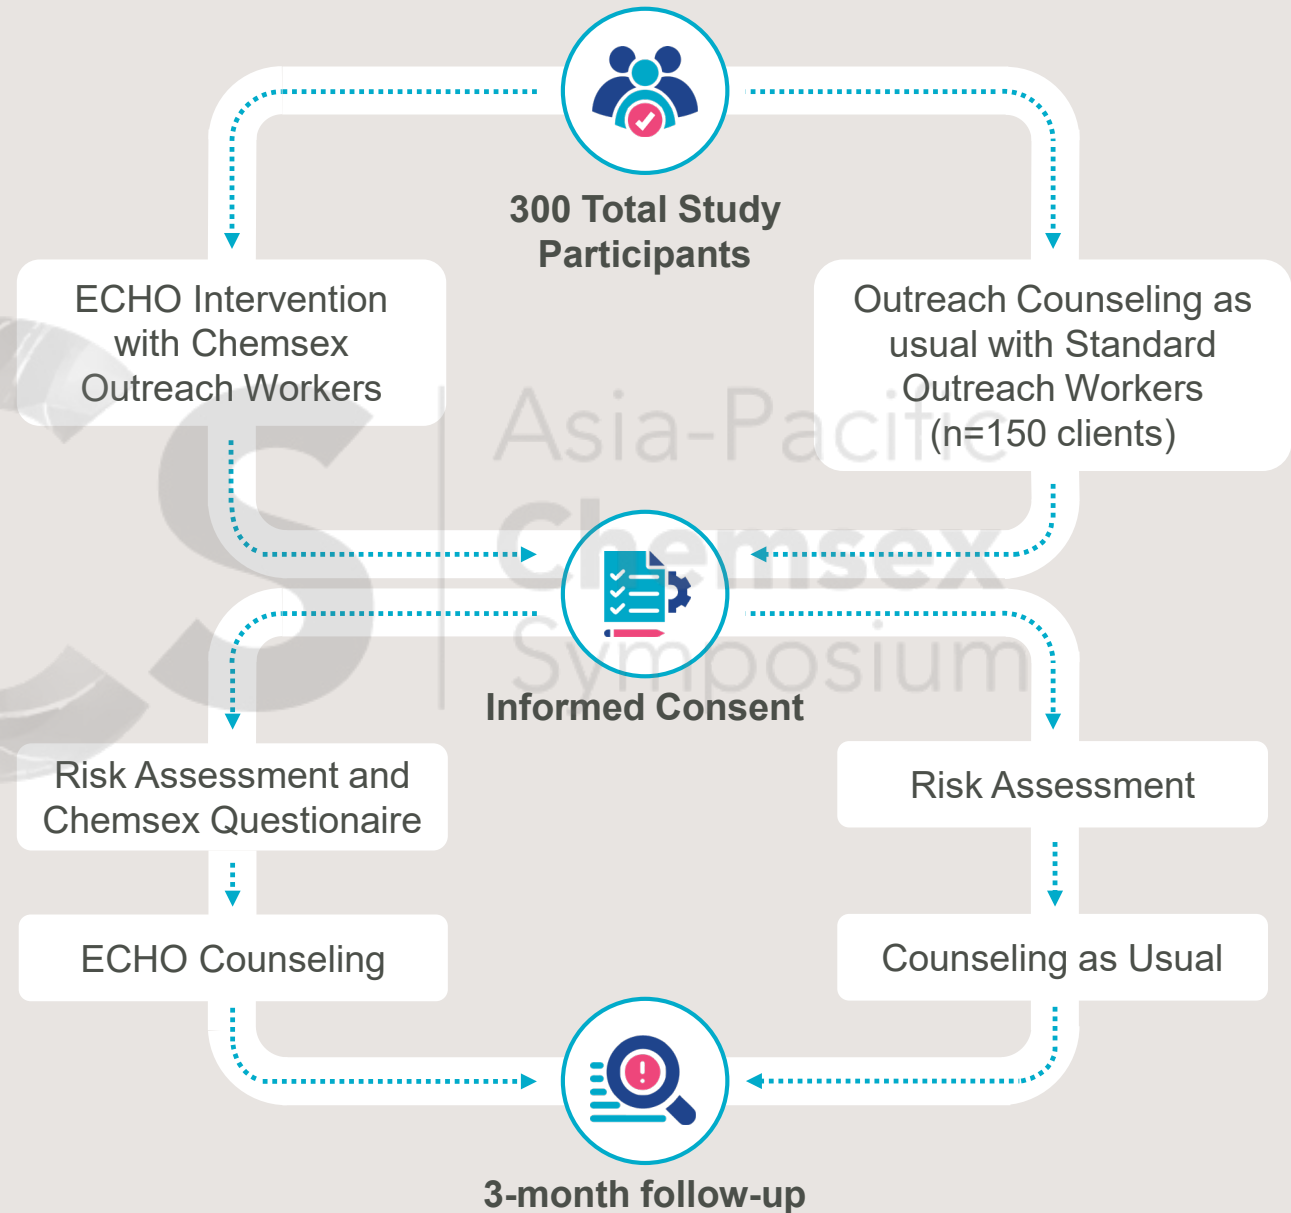 300 Total Study
Participants
ECHO Intervention
with Chemsex
Outreach Workers
Outreach Counseling as
usual with Standard
Outreach Workers
(n=150 clients)
CS
Asia-Pacific
Chemsex
Symposium
Informed Consent
Risk Assessment and
Chemsex Questionaire
Risk Assessment
ECHO Counseling
Counseling as Usual
3-month follow-up